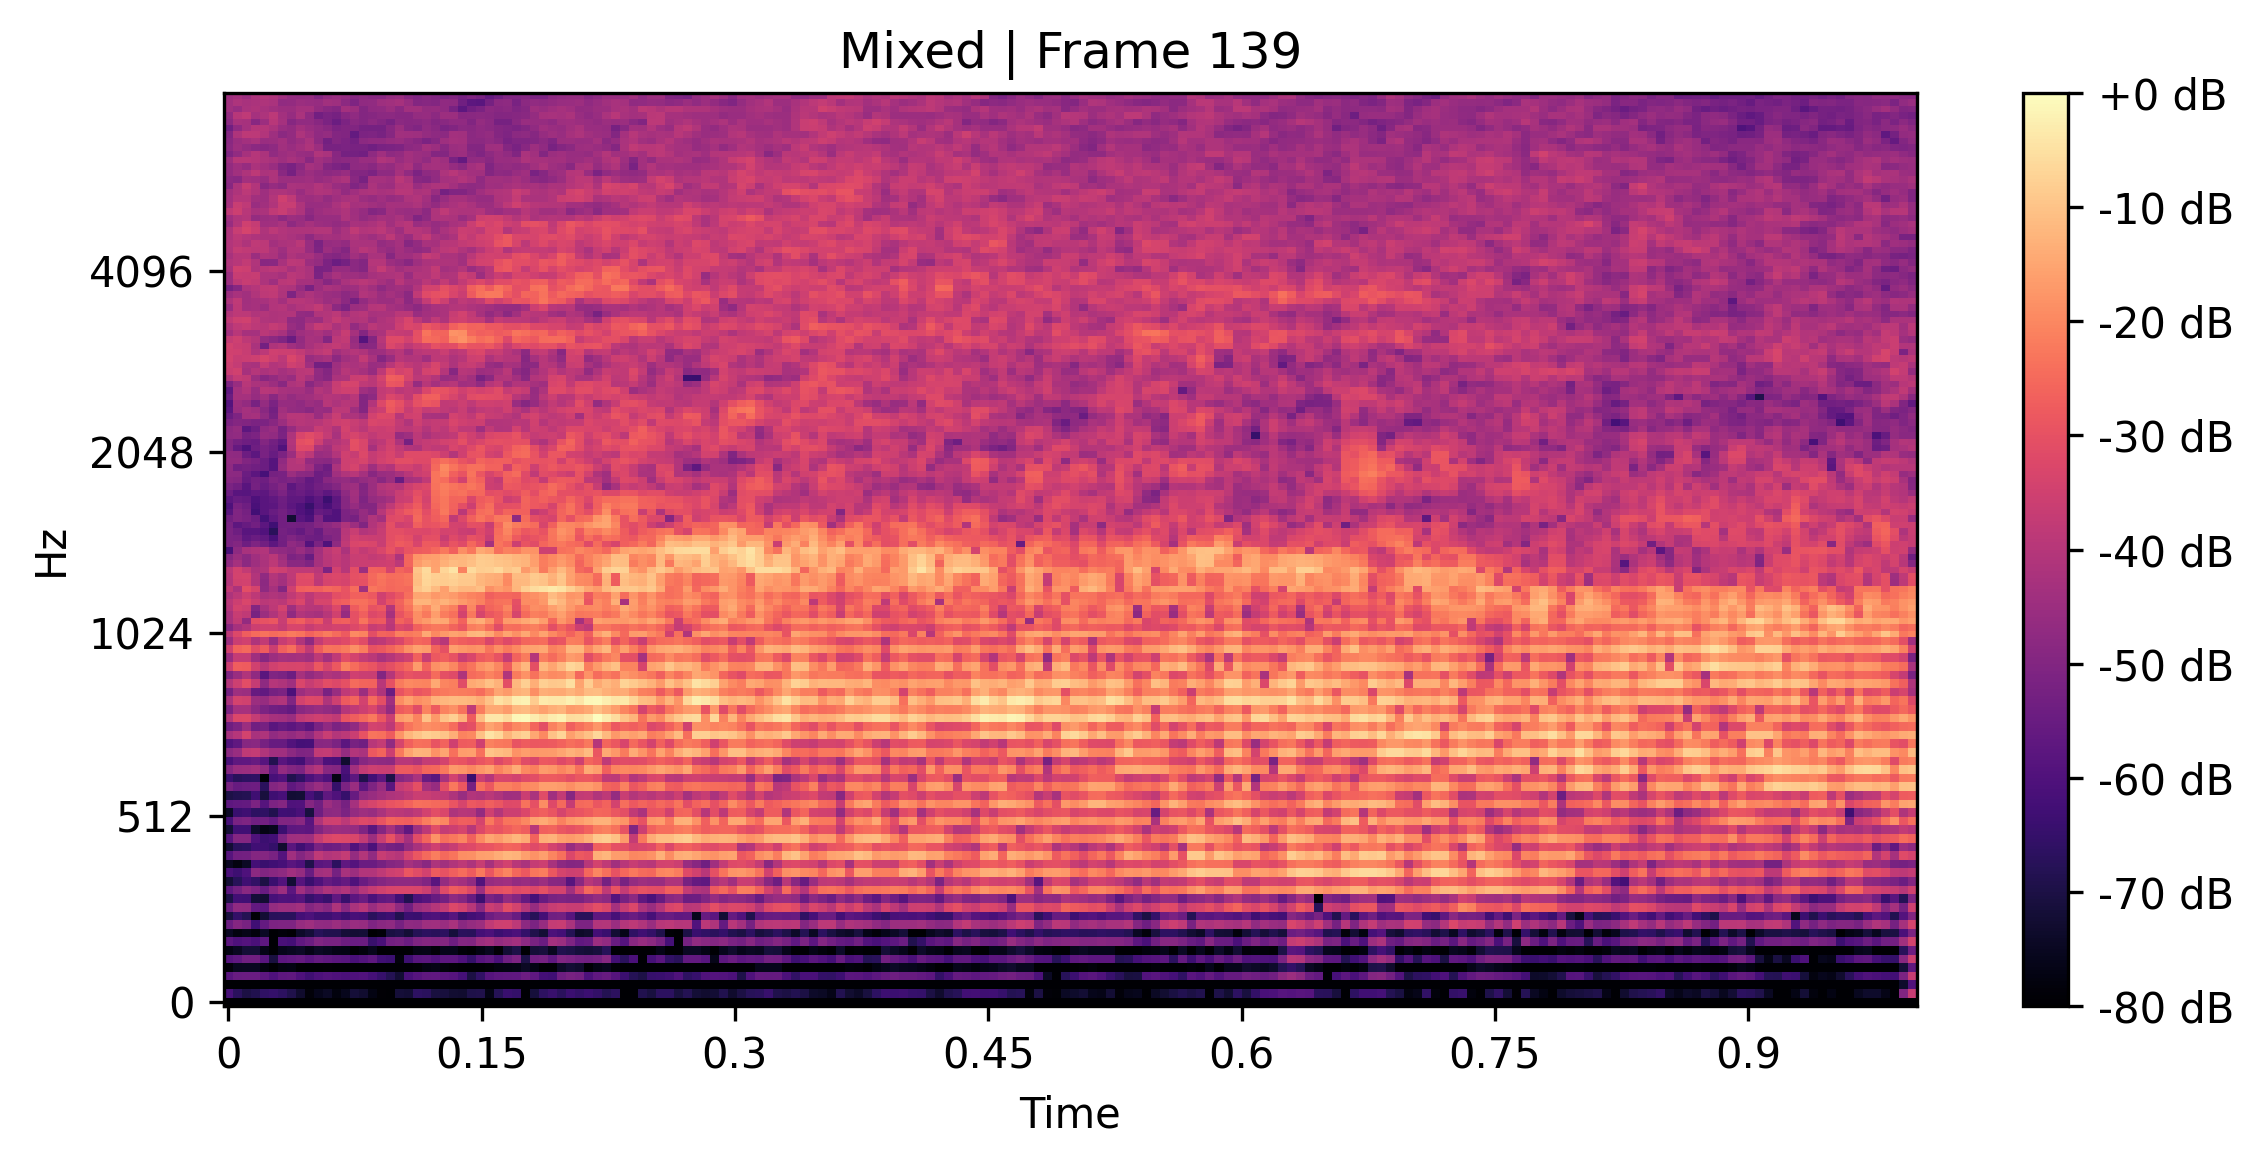 Mixed | Frame 139
+0 dB
-10 dB
-20 dB
-30 dB
-40 dB
-50 dB
-60 dB
-70 dB
-80 dB
Hz
4096
2048
1024
512
0
0 0.15 0.3 0.45 0.6 0.75 0.9
Time